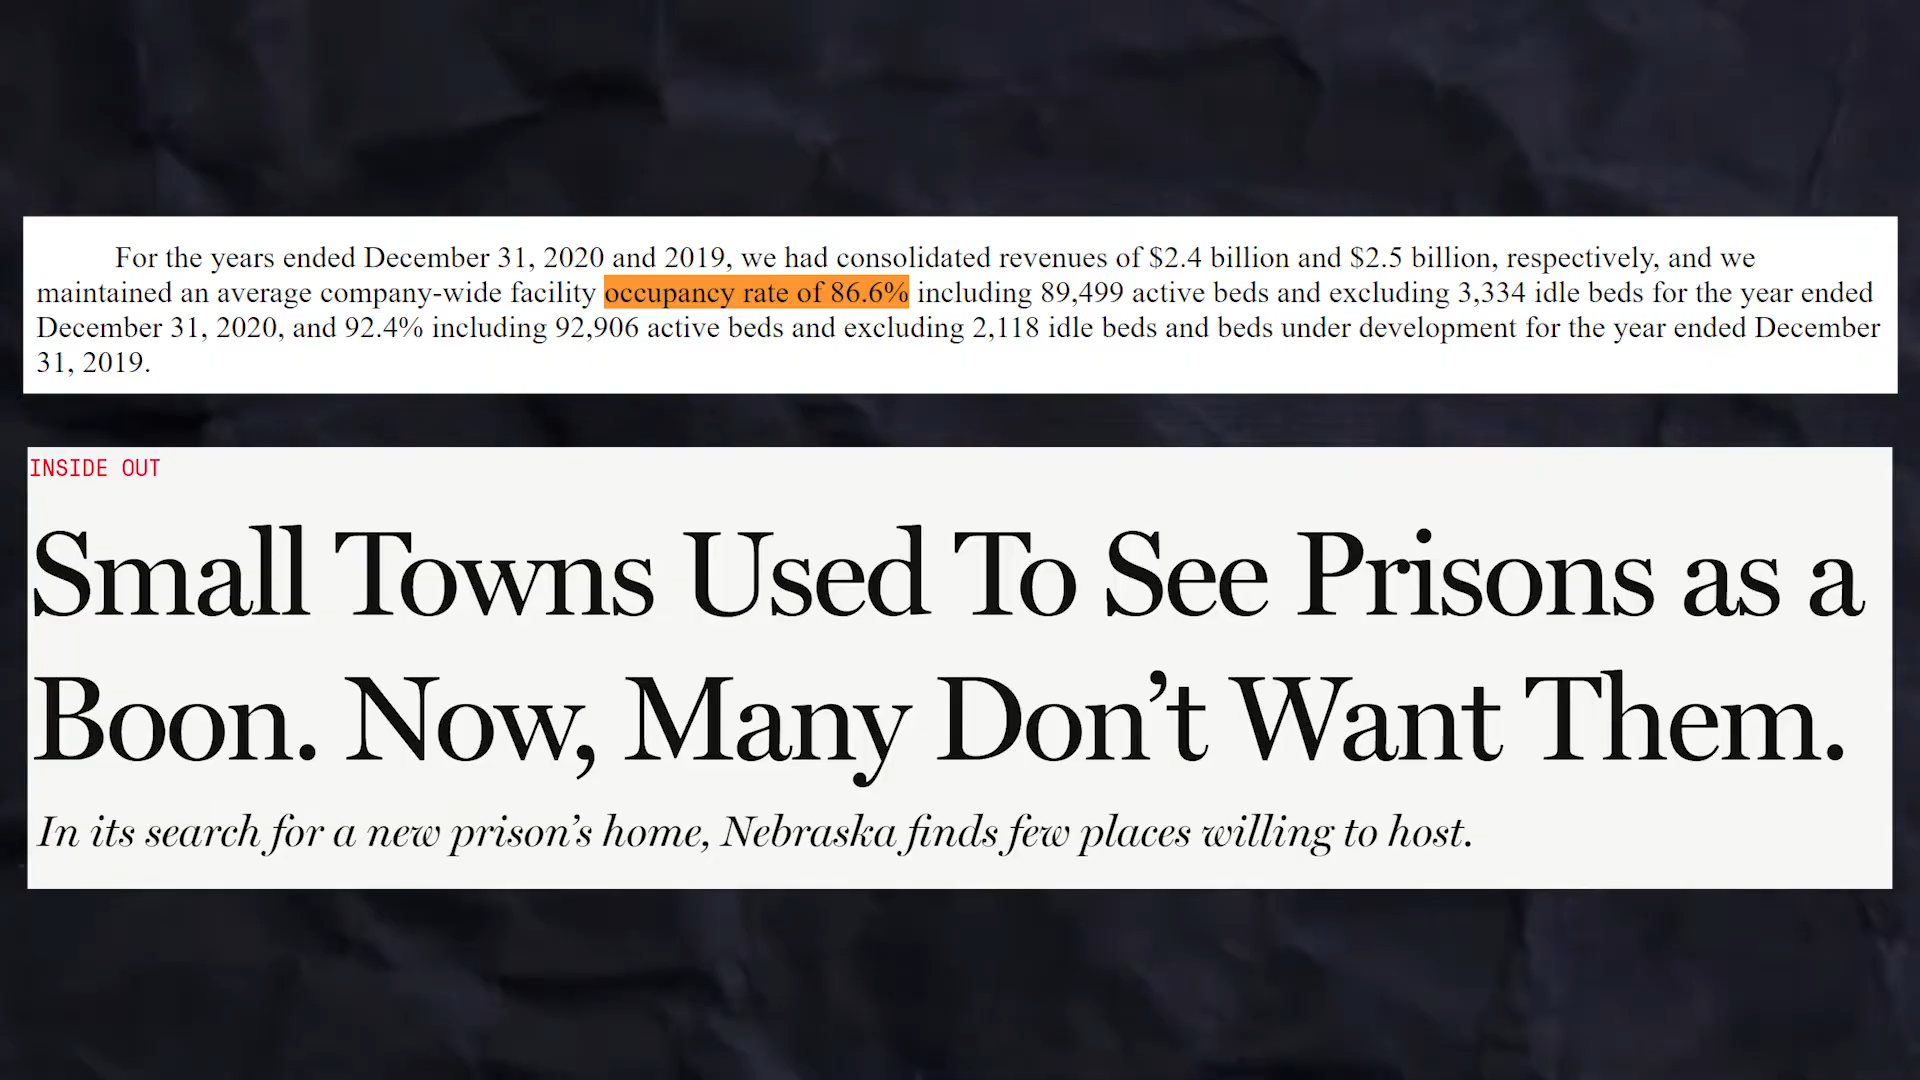 For the years ended December 31, 2020 and 2019, we had consolidated revenues of $2.4 billion and $2.5 billion, respectively, and we
maintained an average company-wide facility occupancy rate of 86.6% including 89,499 active beds and excluding 3,334 idle beds for the year ended
December 31, 2020, and 92.4% including 92,906 active beds and excluding 2,118 idle beds and beds under development for the year ended December
31, 2019.
INSIDE OUT
Small Towns Used To See Prisons as a
Boon. Now, Many Don’t Want Them.
In its search for a new prison’s home, Nebraska finds few places willing to host.